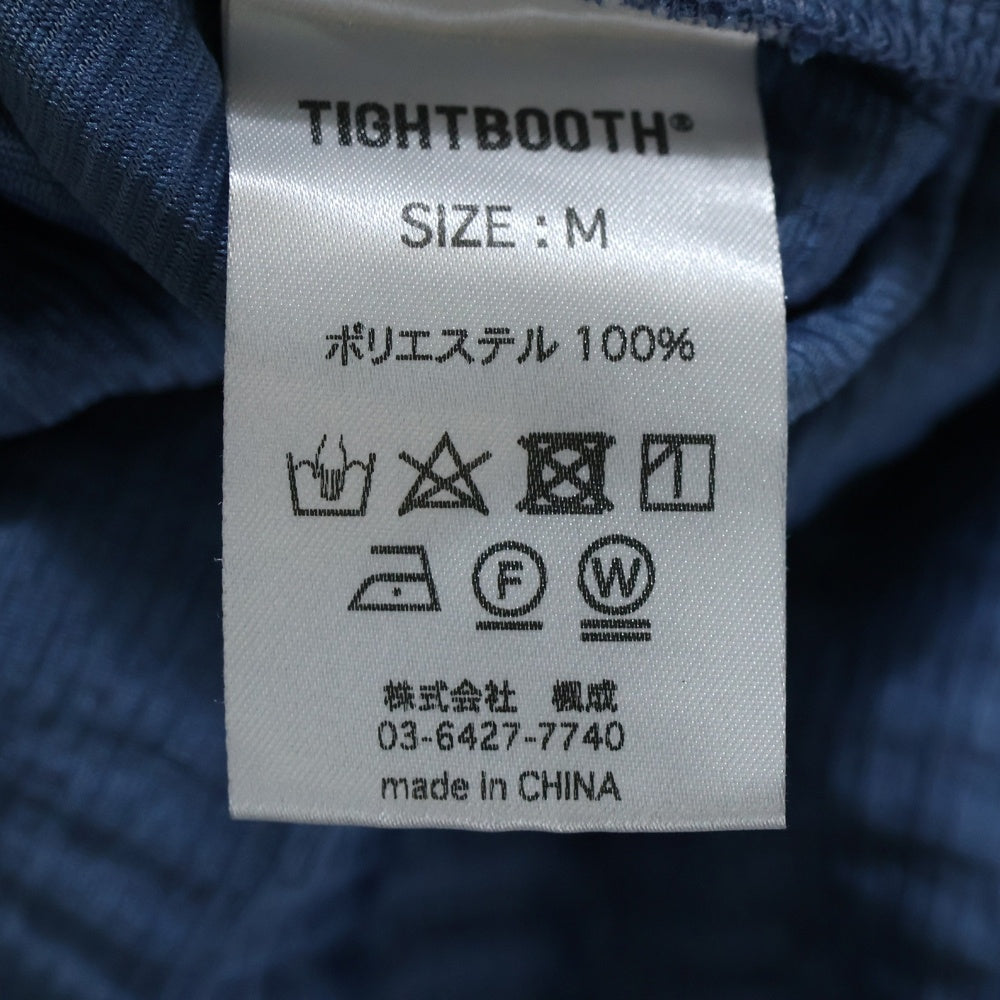 TIGHTBOOTH®
SIZE : M
ポリエステル 100%
F W
株式会社 楓成
03-6427-7740
made in CHINA